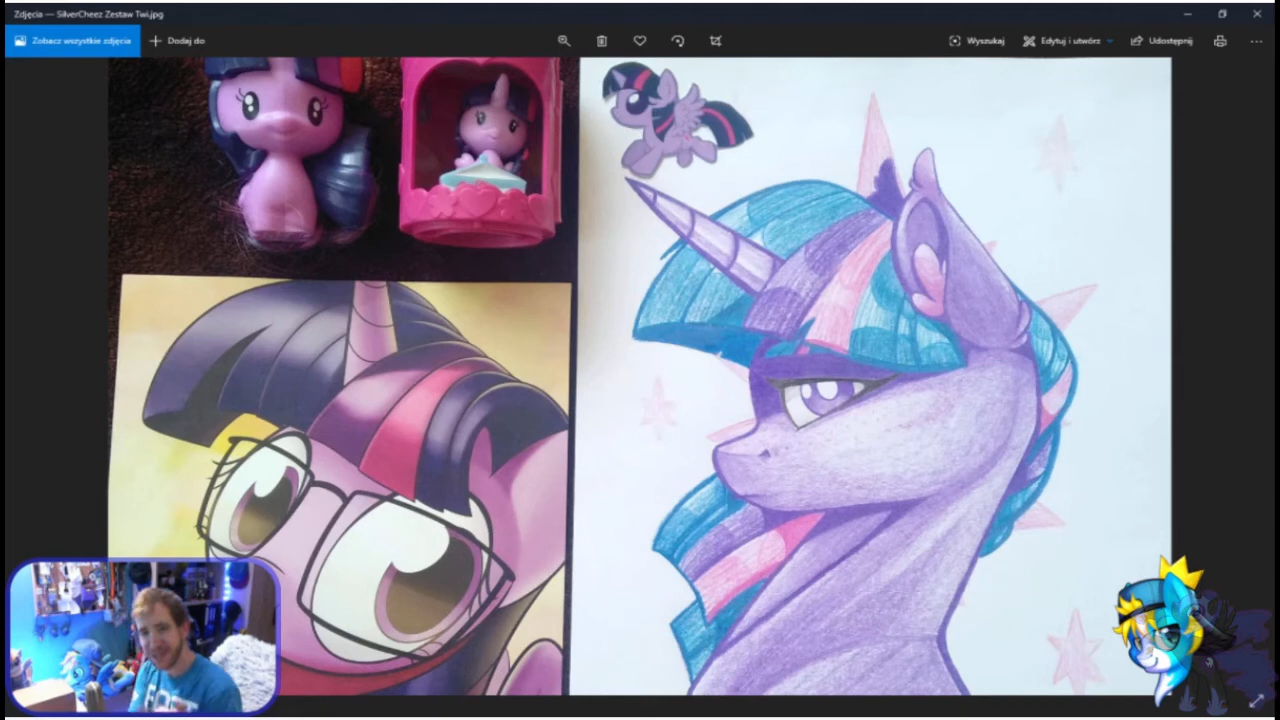 Zdjęcia — SilverCheez Zestaw Twi.jpg
Zobacz wszystkie zdjęcia
Dodaj do
Wyszukaj
Edytuj i utwórz
Udostępnij